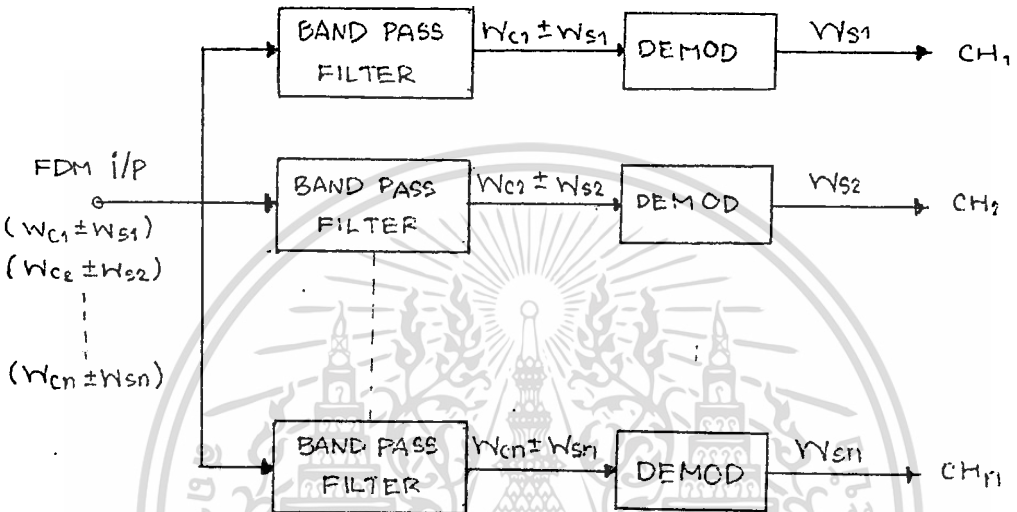 BAND PASS
FILTER
Wc1 ± Ws1
DEMOD
Ws1
CH1
FDM i/p
(Wc1 ± Ws1)
(Wc2 ± Ws2)
(Wcn ± Wsn)
BAND PASS
FILTER
Wc2 ± Ws2
DEMOD
Ws2
CH2
BAND PASS
FILTER
Wcn ± Wsn
DEMOD
Wsn
CHn